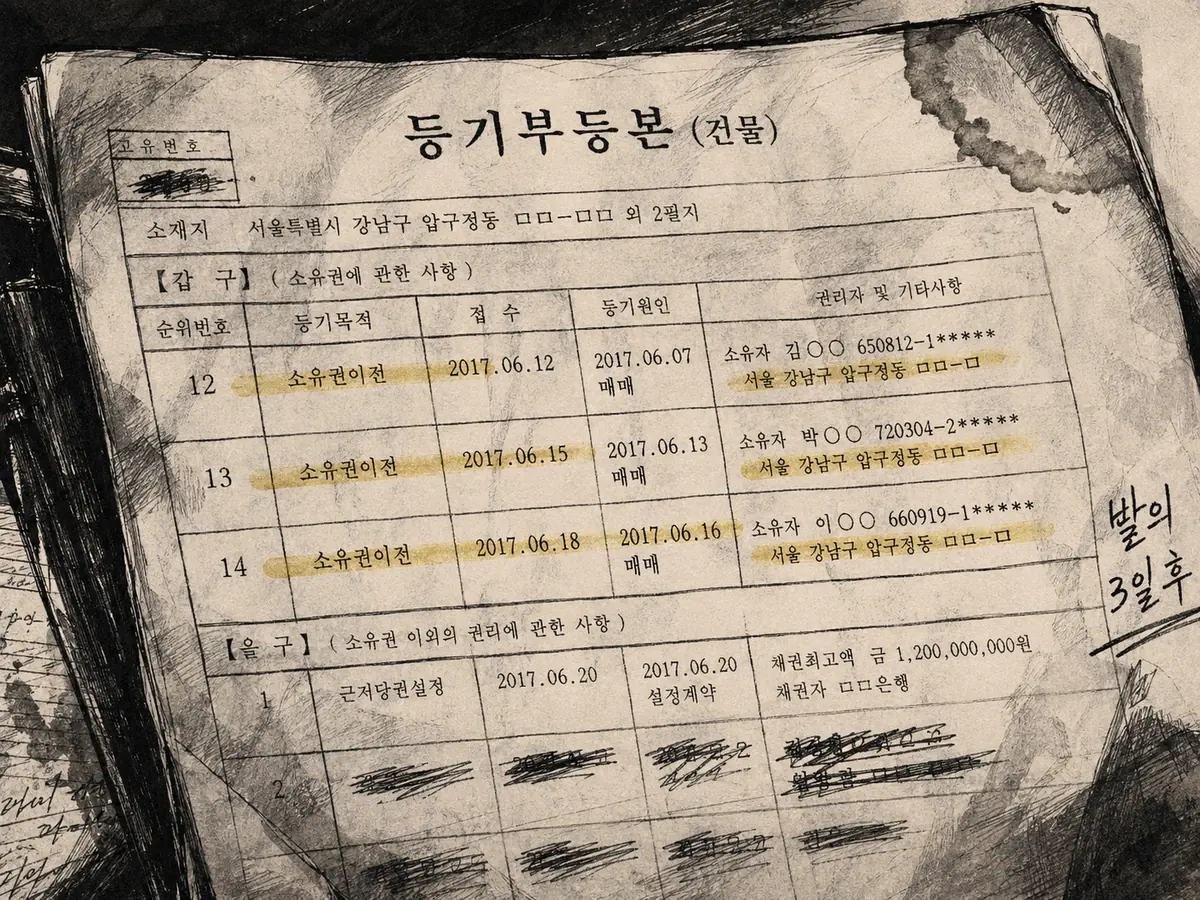 등기부등본 (건물)
고유번호
소재지 서울특별시 강남구 압구정동 ㅁㅁ-ㅁㅁ 외 2필지
【갑 구】 ( 소유권에 관한 사항 )
순위번호 등기목적 접 수 등기원인 권리자 및 기타사항
12 소유권이전 2017.06.12 2017.06.07 소유자 김○○ 650812-1*****
매매 서울 강남구 압구정동 ㅁㅁ-ㅁ
13 소유권이전 2017.06.15 2017.06.13 소유자 박○○ 720304-2*****
매매 서울 강남구 압구정동 ㅁㅁ-ㅁ
14 소유권이전 2017.06.18 2017.06.16 소유자 이○○ 660919-1*****
매매 서울 강남구 압구정동 ㅁㅁ-ㅁ
발의
3일 후
【을 구】 ( 소유권 이외의 권리에 관한 사항 )
1 근저당권설정 2017.06.20 2017.06.20 채권최고액 금 1,200,000,000원
설정계약 채권자 ㅁㅁ은행
2